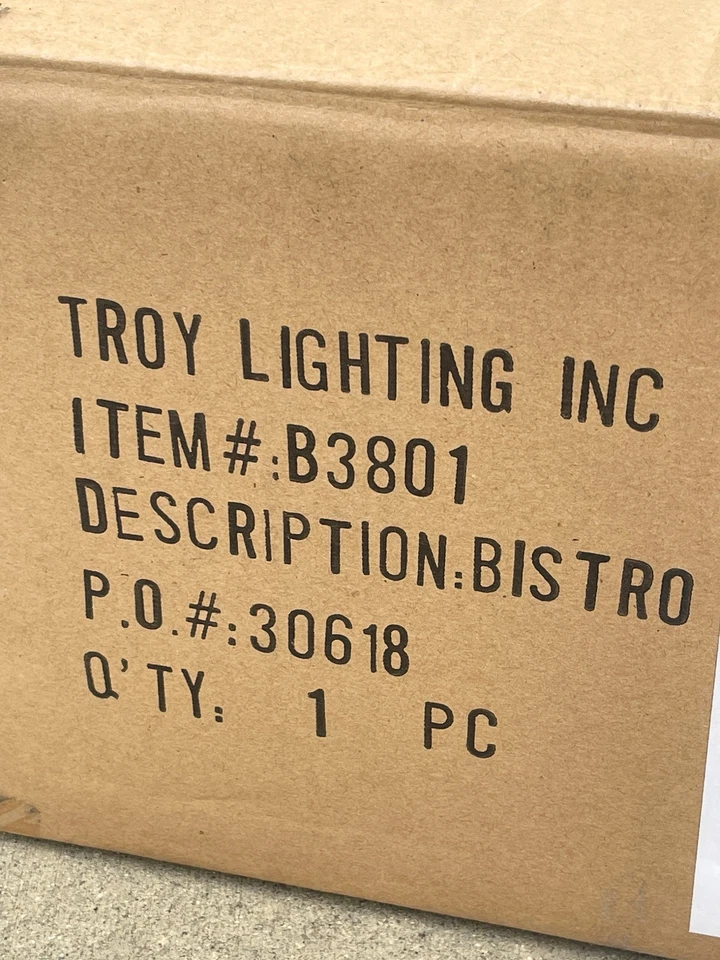 TROY LIGHTING INC
ITEM#:B3801
DESCRIPTION:BISTRO
P.O.#:30618
Q'TY: 1 PC